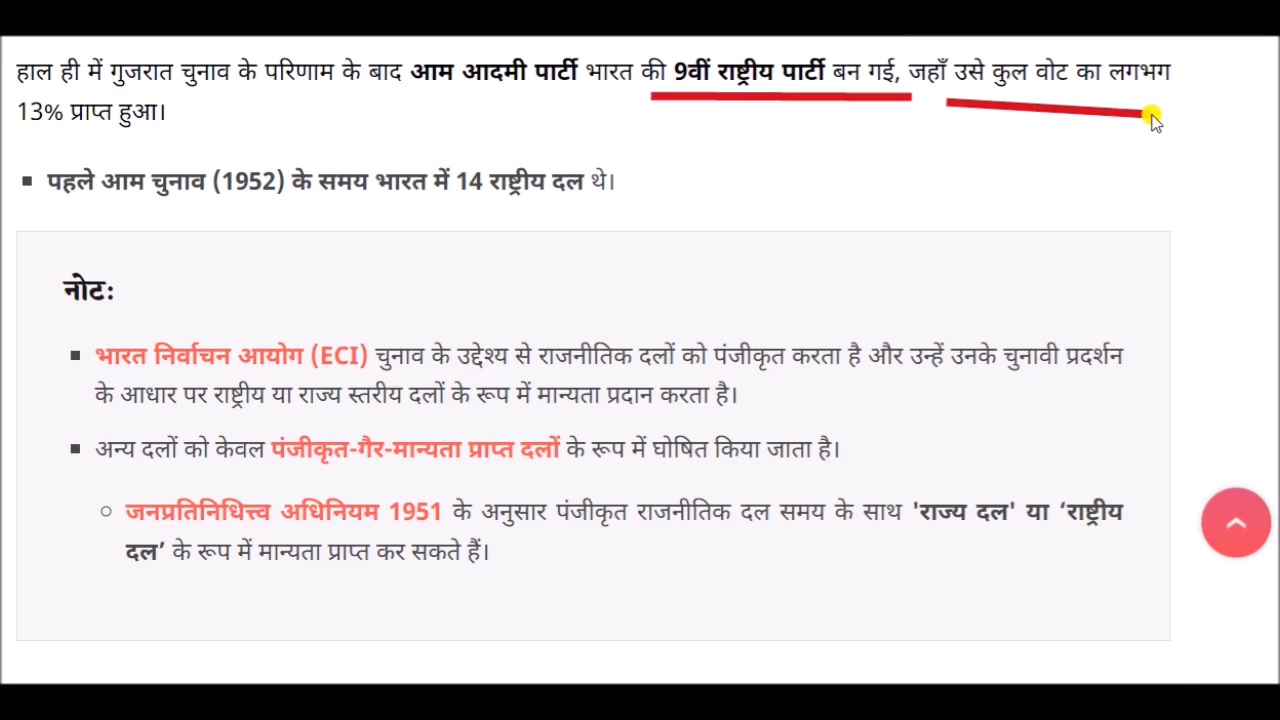 हाल ही में गुजरात चुनाव के परिणाम के बाद आम आदमी पार्टी भारत की 9वीं राष्ट्रीय पार्टी बन गई, जहाँ उसे कुल वोट का लगभग
13% प्राप्त हुआ।
▪ पहले आम चुनाव (1952) के समय भारत में 14 राष्ट्रीय दल थे।
नोटः
▪ भारत निर्वाचन आयोग (ECI) चुनाव के उद्देश्य से राजनीतिक दलों को पंजीकृत करता है और उन्हें उनके चुनावी प्रदर्शन
के आधार पर राष्ट्रीय या राज्य स्तरीय दलों के रूप में मान्यता प्रदान करता है।
▪ अन्य दलों को केवल पंजीकृत-गैर-मान्यता प्राप्त दलों के रूप में घोषित किया जाता है।
○ जनप्रतिनिधित्त्व अधिनियम 1951 के अनुसार पंजीकृत राजनीतिक दल समय के साथ 'राज्य दल' या ‘राष्ट्रीय
दल’ के रूप में मान्यता प्राप्त कर सकते हैं।